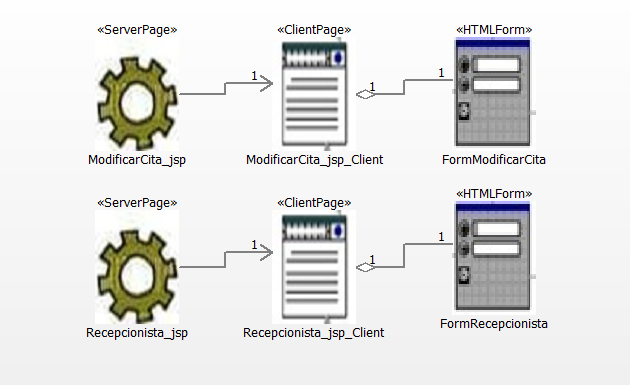 «ServerPage» «ClientPage» «HTMLForm»
1 1 1
ModificarCita_jsp ModificarCita_jsp_Client FormModificarCita
«ServerPage» «ClientPage» «HTMLForm»
1 1 1
Recepcionista_jsp Recepcionista_jsp_Client FormRecepcionista